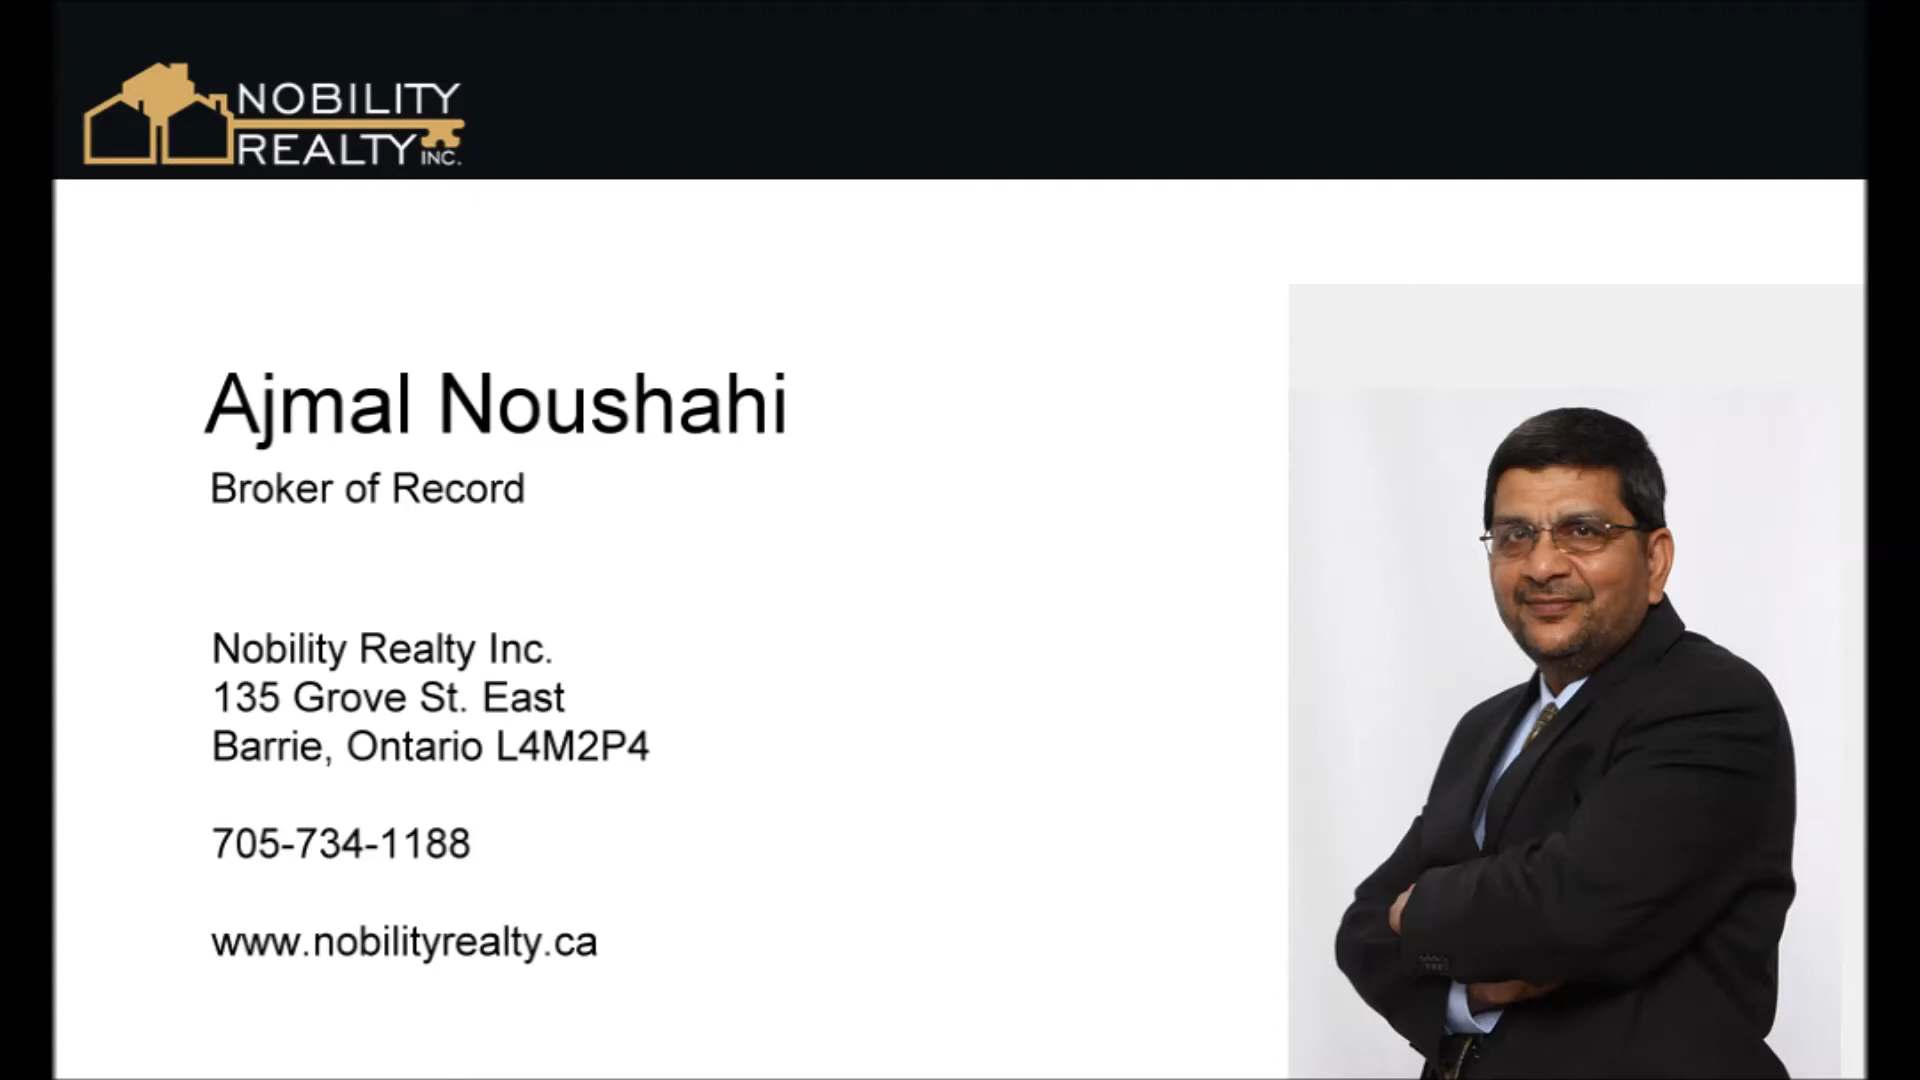 NOBILITY
REALTY INC.
Ajmal Noushahi
Broker of Record
Nobility Realty Inc.
135 Grove St. East
Barrie, Ontario L4M2P4
705-734-1188
www.nobilityrealty.ca